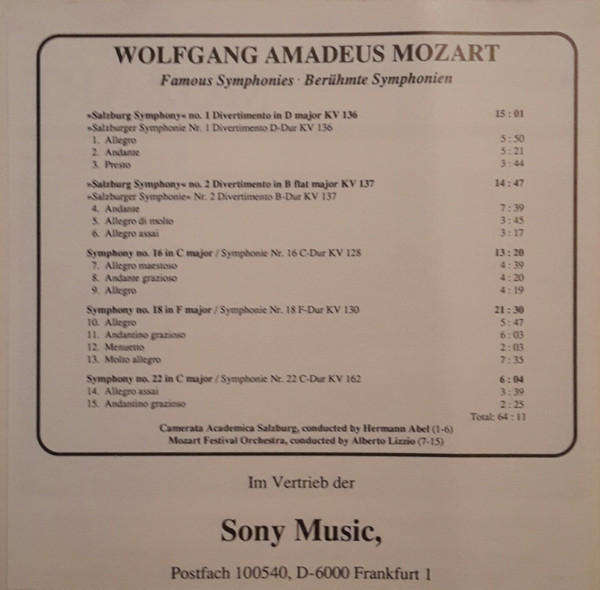 WOLFGANG AMADEUS MOZART
Famous Symphonies · Berühmte Symphonien
»Salzburg Symphony« no. 1 Divertimento in D major KV 136 15 : 01
»Salzburger Symphonie Nr. 1 Divertimento D-Dur KV 136
1. Allegro 5 : 50
2. Andante 5 : 21
3. Presto 3 : 44
»Salzburg Symphony« no. 2 Divertimento in B flat major KV 137 14 : 47
»Salzburger Symphonie« Nr. 2 Divertimento B-Dur KV 137
4. Andante 7 : 39
5. Allegro di molto 3 : 45
6. Allegro assai 3 : 17
Symphony no. 16 in C major / Symphonie Nr. 16 C-Dur KV 128 13 : 20
7. Allegro maestoso 4 : 39
8. Andante grazioso 4 : 20
9. Allegro 4 : 19
Symphony no. 18 in F major / Symphonie Nr. 18 F-Dur KV 130 21 : 30
10. Allegro 5 : 47
11. Andantino grazioso 6 : 03
12. Menuetto 2 : 03
13. Molto allegro 7 : 35
Symphony no. 22 in C major / Symphonie Nr. 22 C-Dur KV 162 6 : 04
14. Allegro assai 3 : 39
15. Andantino grazioso 2 : 25
Total: 64 : 11
Camerata Academica Salzburg, conducted by Hermann Abel (1-6)
Mozart Festival Orchestra, conducted by Alberto Lizzio (7-15)
Im Vertrieb der
Sony Music,
Postfach 100540, D-6000 Frankfurt 1